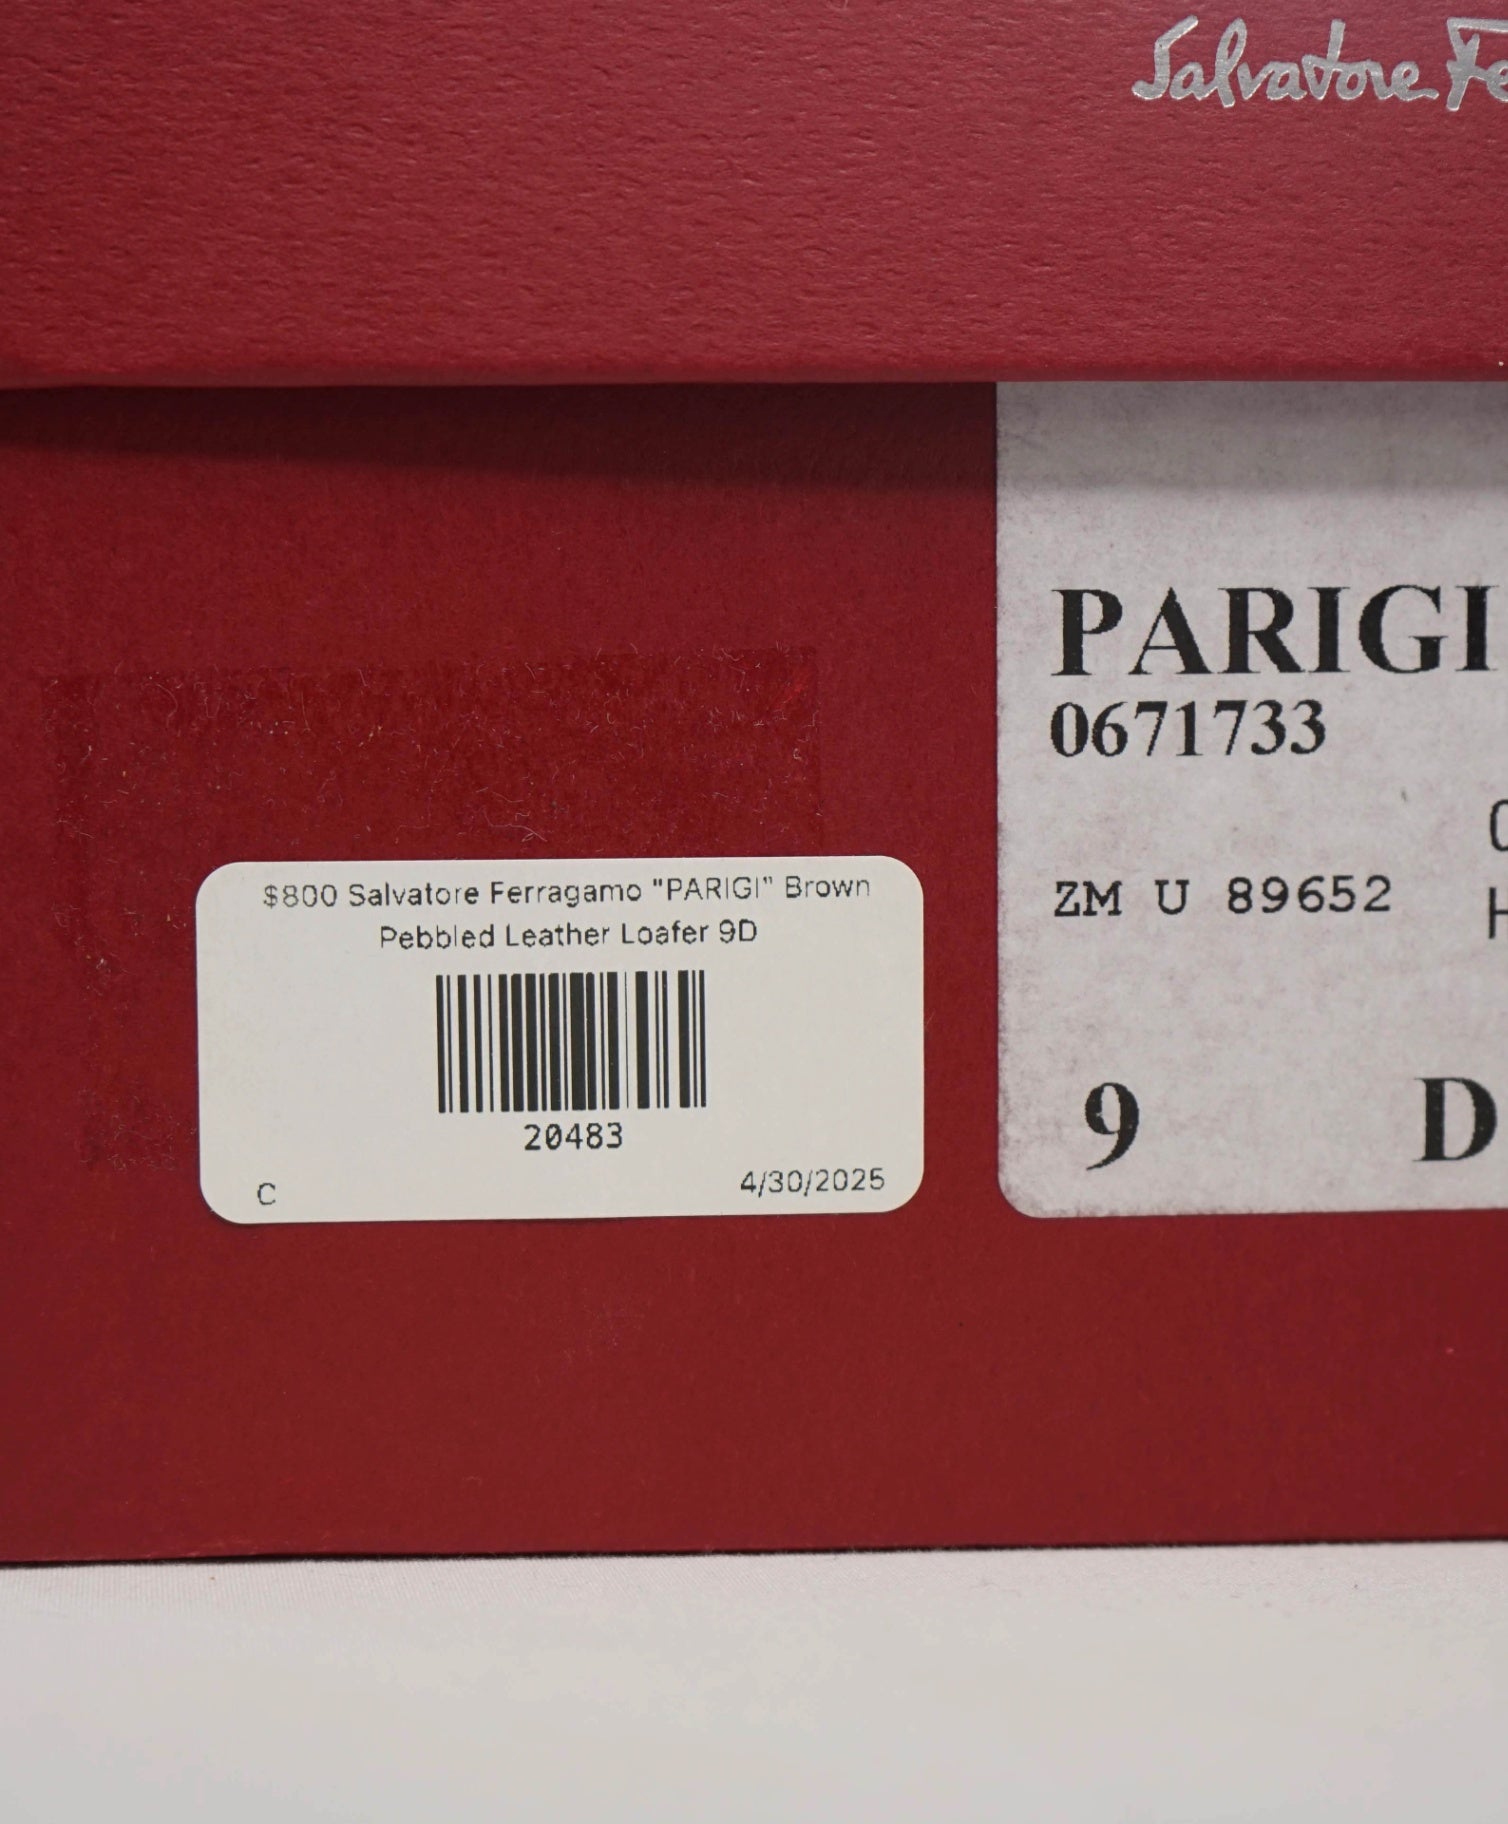 Salvatore Fe
PARIGI
0671733
ZM U 89652
H
9 D
$800 Salvatore Ferragamo "PARIGI" Brown
Pebbled Leather Loafer 9D
20483
C 4/30/2025